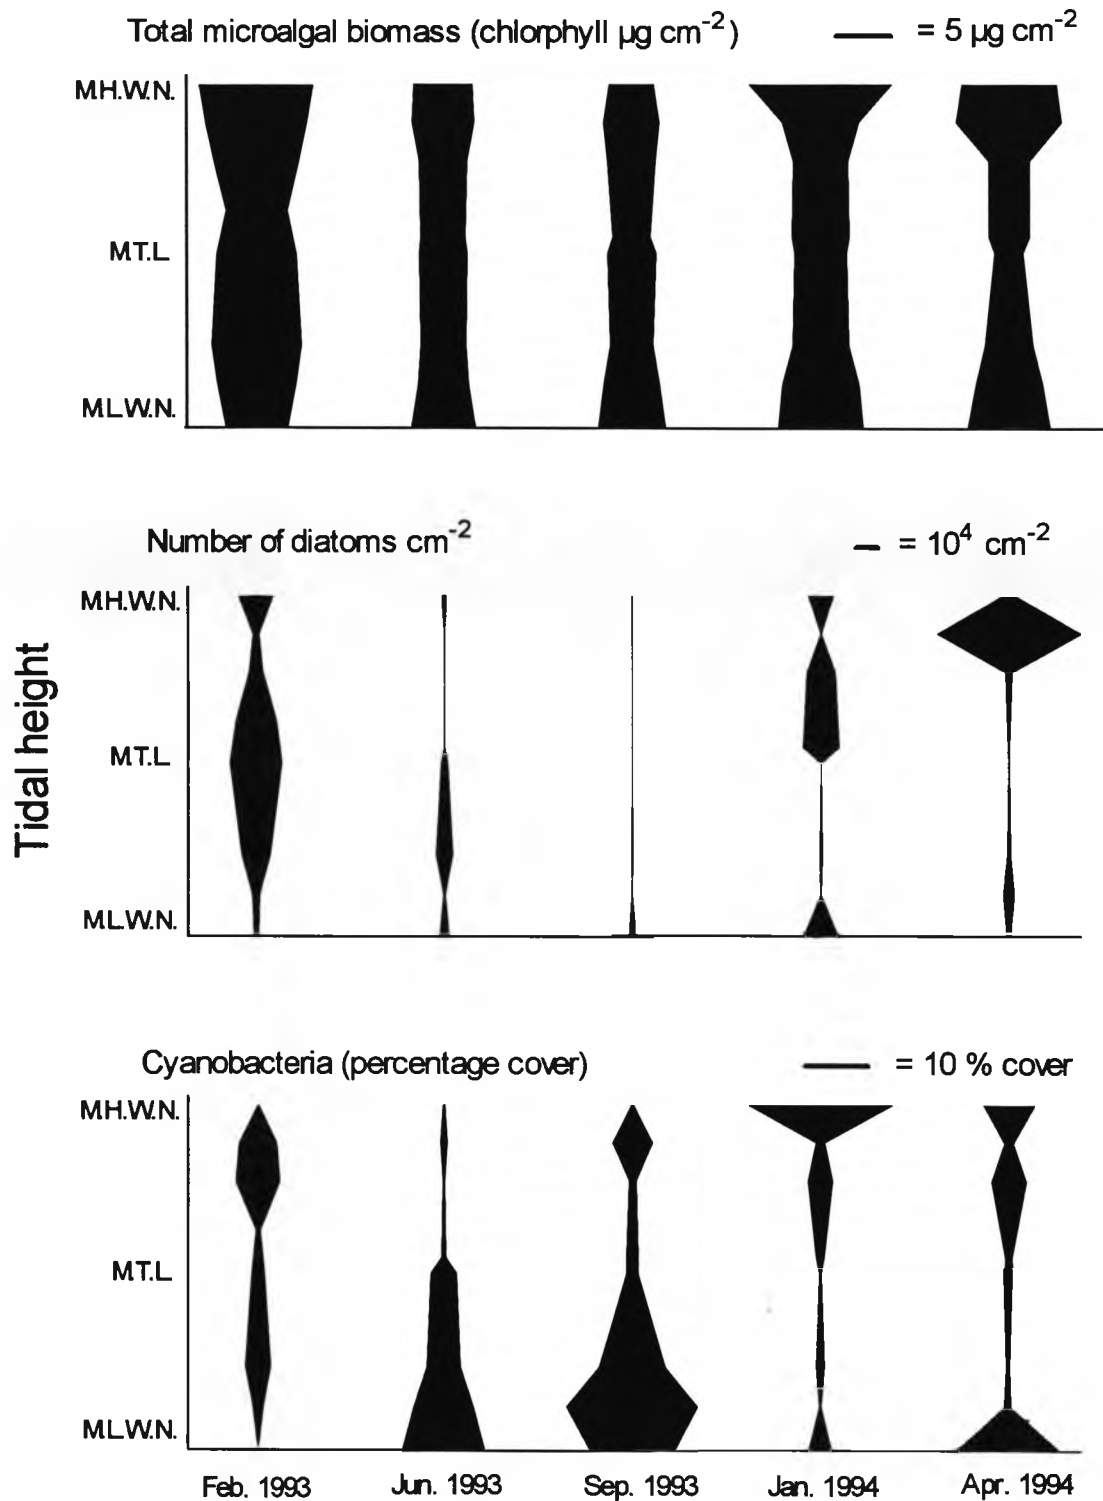 Total microalgal biomass (chlorphyll µg cm-2) = 5 µg cm-2
M.H.W.N.
M.T.L
M.L.W.N.
Number of diatoms cm-2 = 10⁴ cm-2
M.H.W.N.
M.T.L
M.L.W.N.
Tidal height
Cyanobacteria (percentage cover) = 10 % cover
M.H.W.N.
M.T.L
M.L.W.N.
Feb. 1993 Jun. 1993 Sep. 1993 Jan. 1994 Apr. 1994